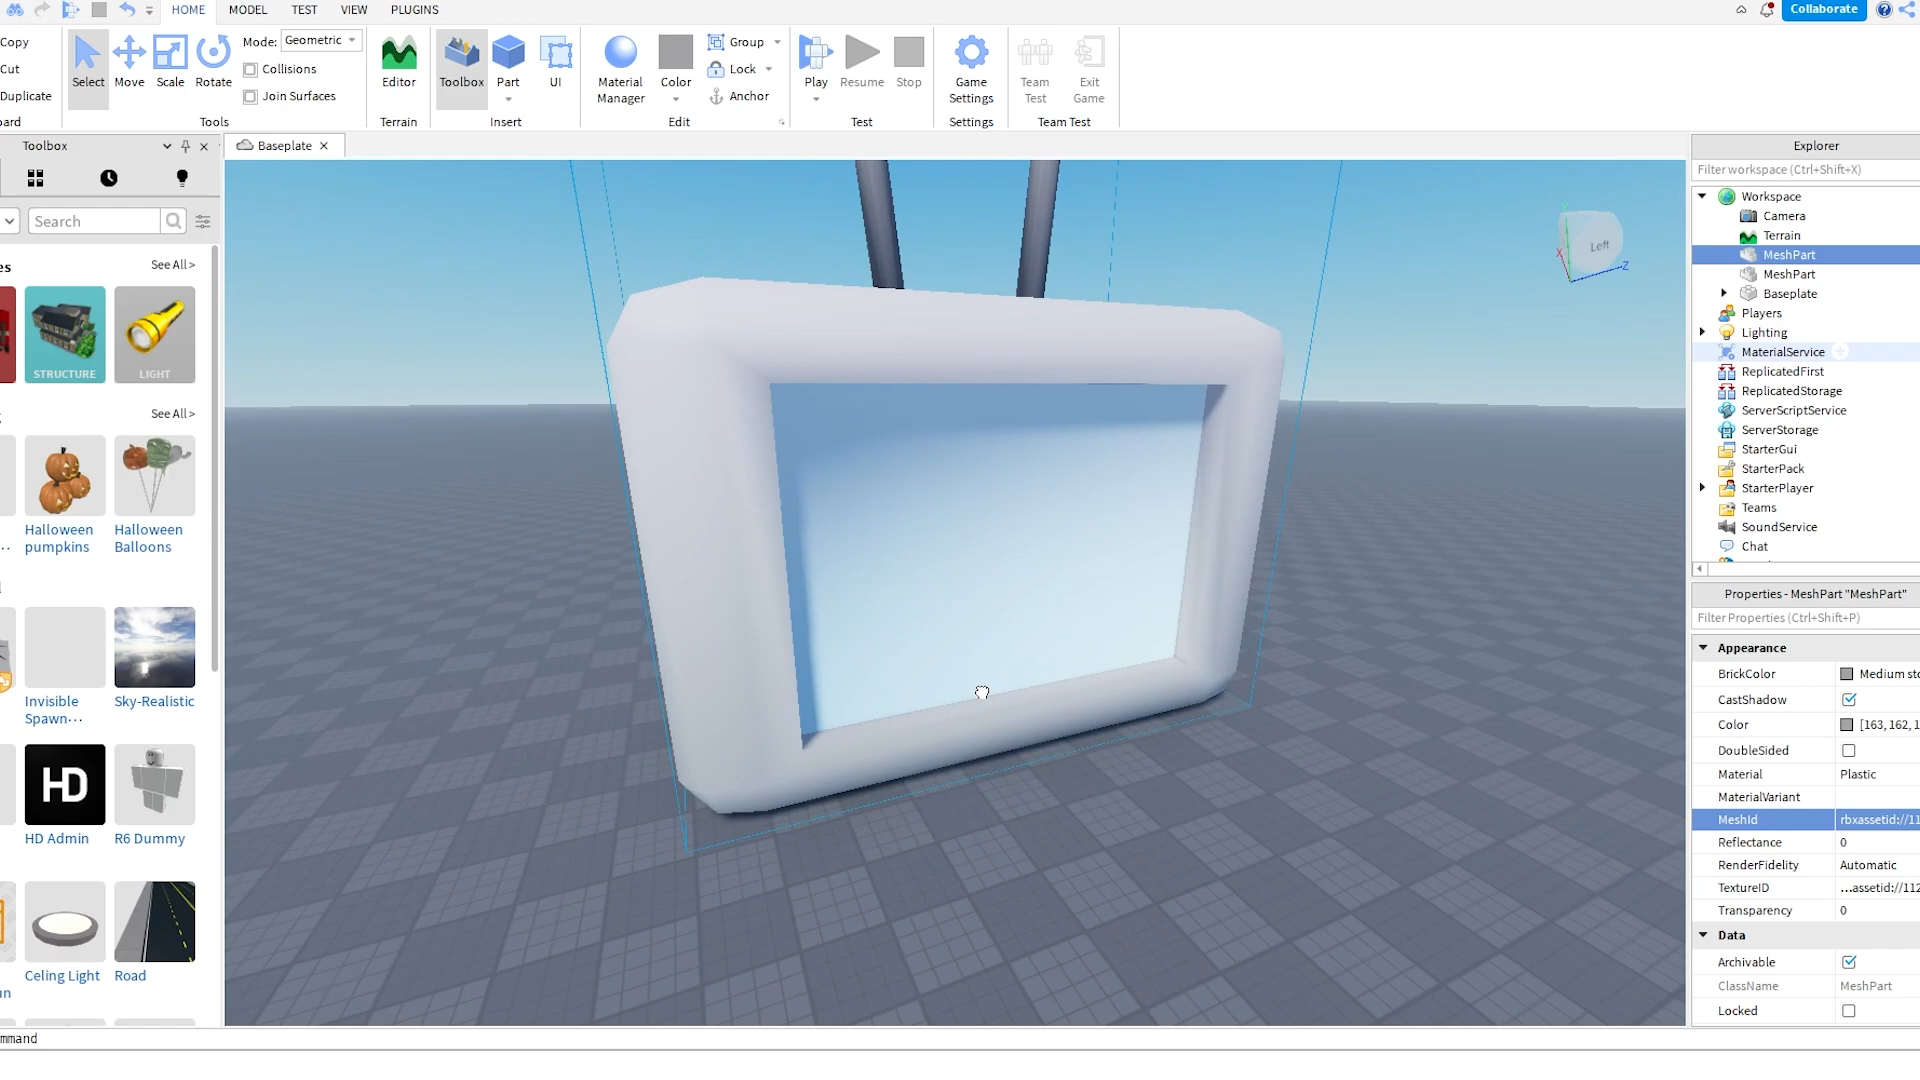 HOME MODEL TEST VIEW PLUGINS
Collaborate
Copy
Cut
Duplicate
Select Move Scale Rotate
Mode: Geometric
Collisions
Join Surfaces
Tools
Editor
Terrain
Toolbox Part UI
Insert
Material Manager
Color
Group
Lock
Anchor
Edit
Play Resume Stop
Test
Game Settings
Settings
Team Test
Exit Game
Team Test
Toolbox
Baseplate
Search
See All >
STRUCTURE LIGHT
See All >
Halloween pumpkins
Halloween Balloons
Invisible Spawn...
Sky-Realistic
HD
HD Admin
R6 Dummy
Celing Light
Road
Left
X
Z
Explorer
Filter workspace (Ctrl+Shift+X)
Workspace
Camera
Terrain
MeshPart
MeshPart
Baseplate
Players
Lighting
MaterialService
ReplicatedFirst
ReplicatedStorage
ServerScriptService
ServerStorage
StarterGui
StarterPack
StarterPlayer
Teams
SoundService
Chat
Properties - MeshPart "MeshPart"
Filter Properties (Ctrl+Shift+P)
Appearance
BrickColor Medium sto
CastShadow
Color [163, 162, 1
DoubleSided
Material Plastic
MaterialVariant
MeshId rbxassetid://11
Reflectance 0
RenderFidelity Automatic
TextureID ...assetid://112
Transparency 0
Data
Archivable
ClassName MeshPart
Locked
mmand